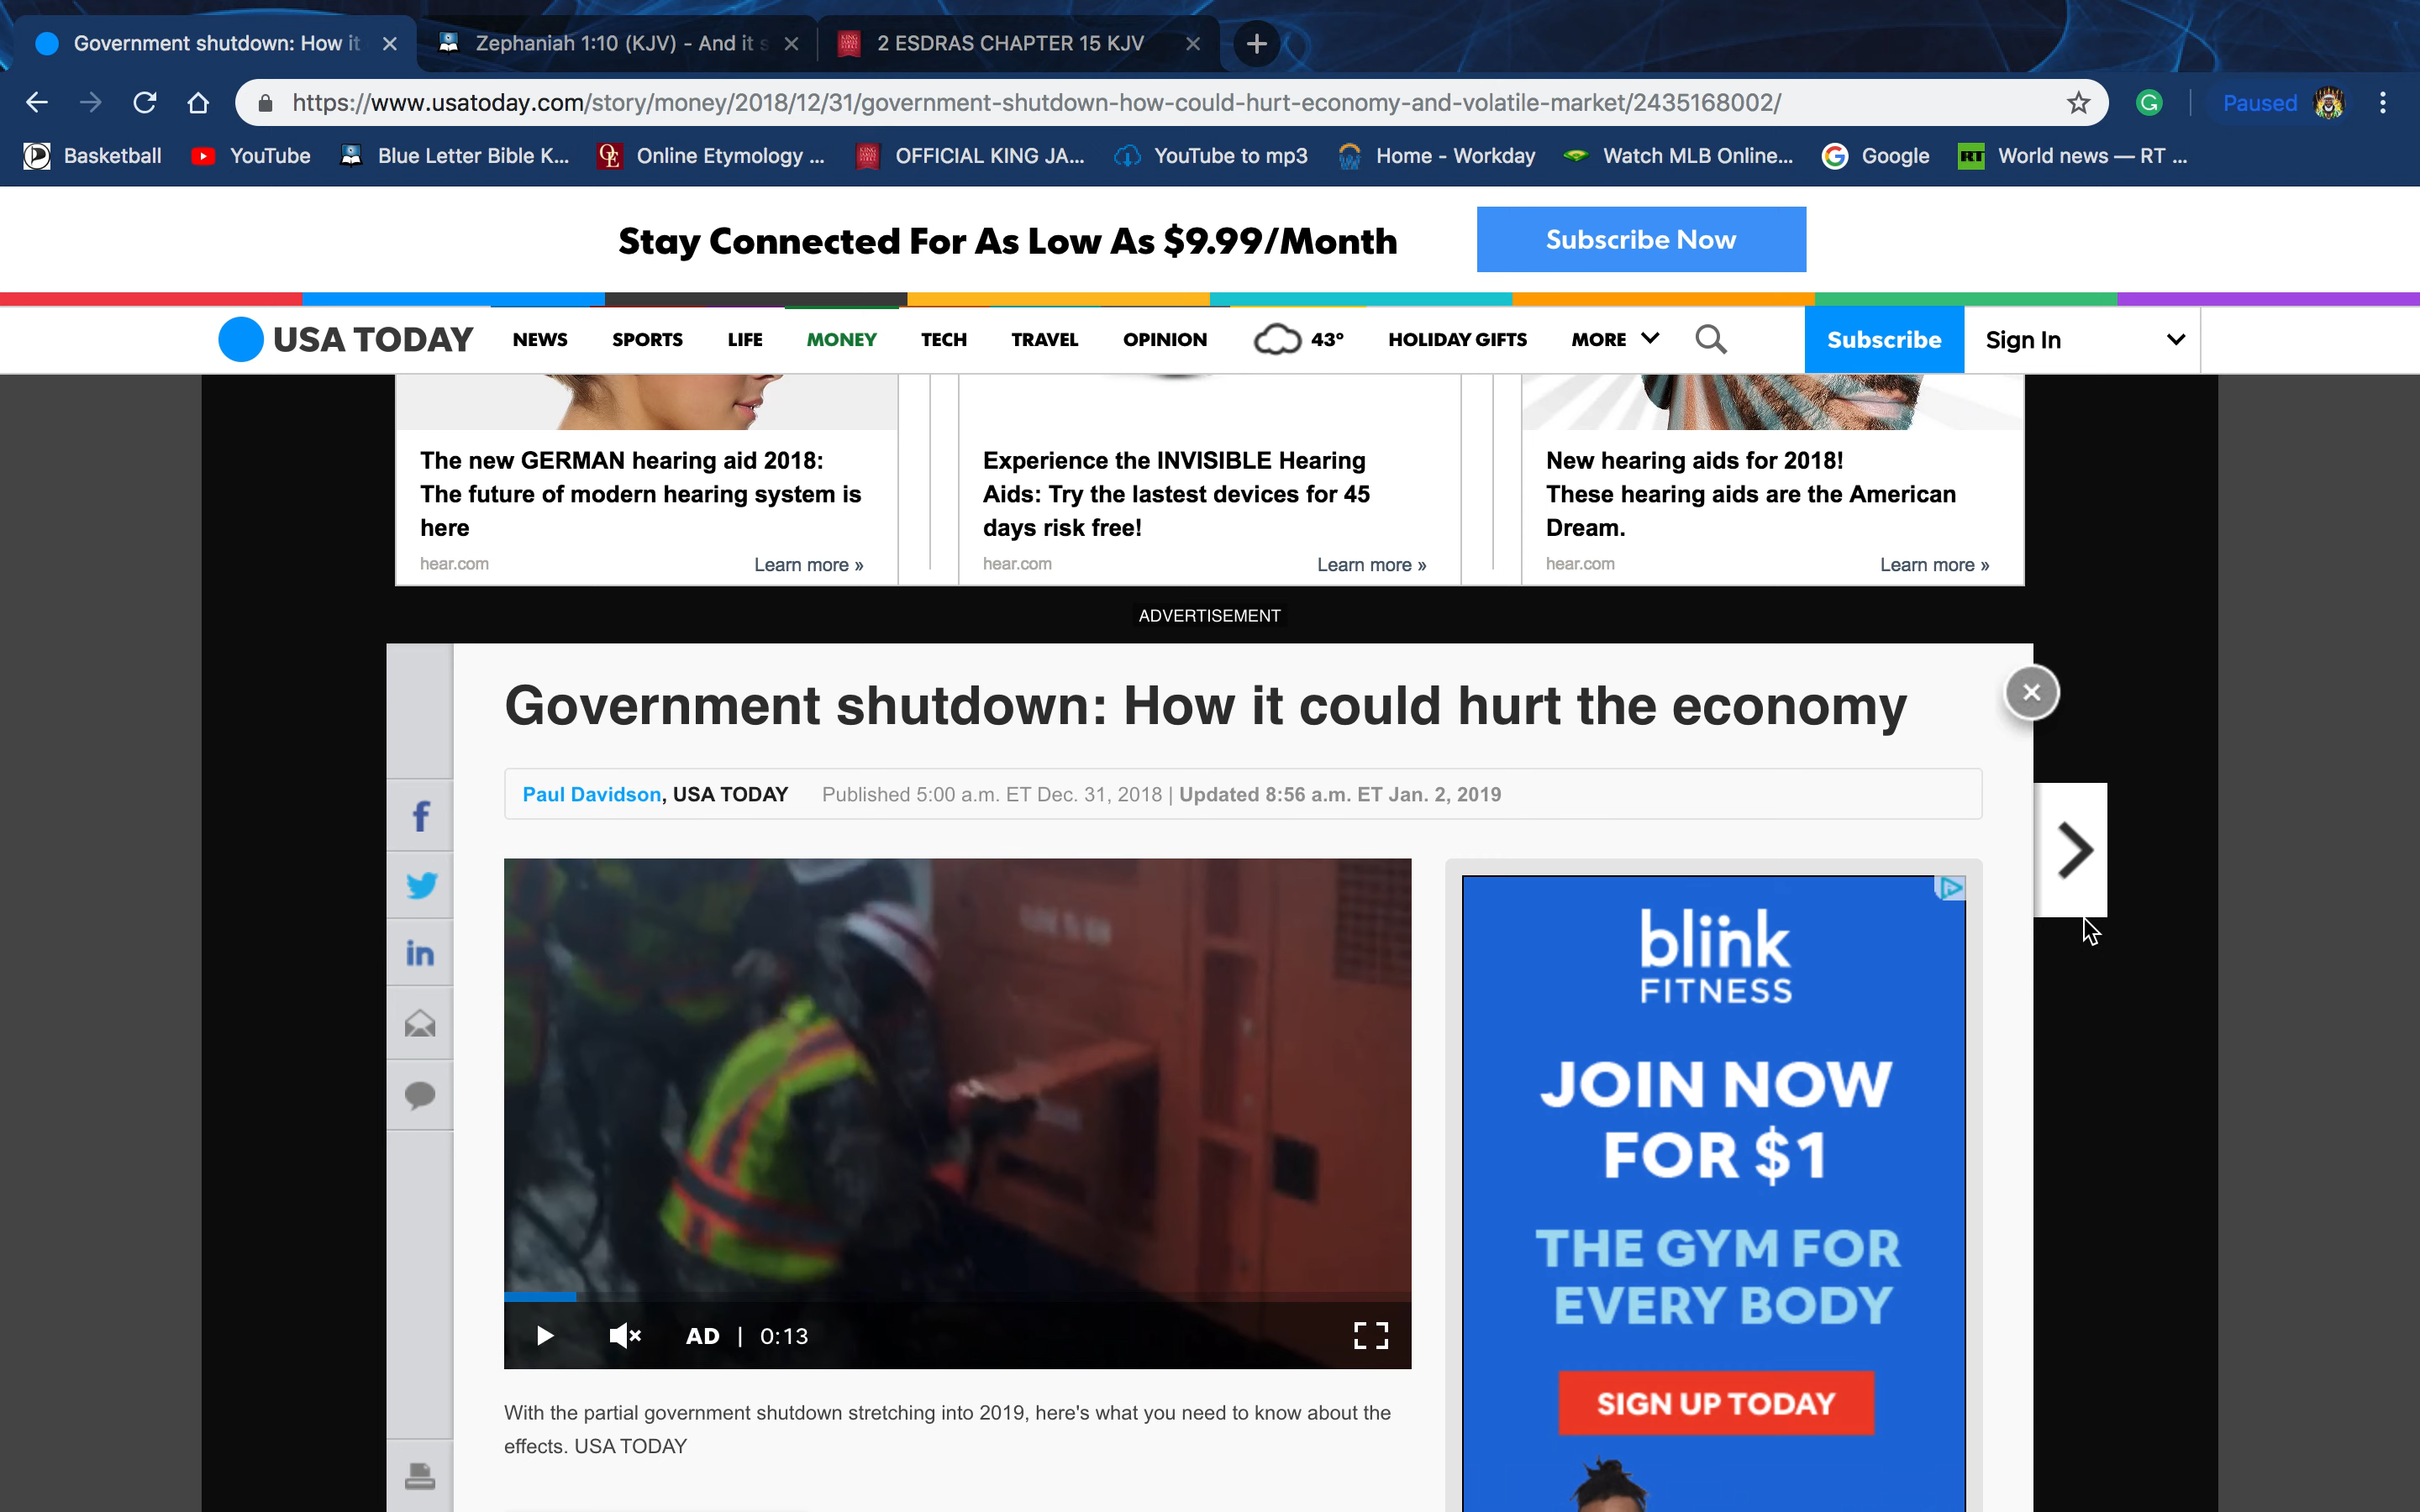 Government shutdown: How it
Zephaniah 1:10 (KJV) - And it s
2 ESDRAS CHAPTER 15 KJV
https://www.usatoday.com/story/money/2018/12/31/government-shutdown-how-could-hurt-economy-and-volatile-market/2435168002/
Paused
Basketball
YouTube
Blue Letter Bible K...
Online Etymology ...
OFFICIAL KING JA...
YouTube to mp3
Home - Workday
Watch MLB Online...
Google
World news — RT ...
Stay Connected For As Low As $9.99/Month
Subscribe Now
USA TODAY
NEWS
SPORTS
LIFE
MONEY
TECH
TRAVEL
OPINION
43°
HOLIDAY GIFTS
MORE
Subscribe
Sign In
The new GERMAN hearing aid 2018:
The future of modern hearing system is
here
hear.com
Learn more »
Experience the INVISIBLE Hearing
Aids: Try the lastest devices for 45
days risk free!
hear.com
Learn more »
New hearing aids for 2018!
These hearing aids are the American
Dream.
hear.com
Learn more »
ADVERTISEMENT
Government shutdown: How it could hurt the economy
Paul Davidson, USA TODAY Published 5:00 a.m. ET Dec. 31, 2018 | Updated 8:56 a.m. ET Jan. 2, 2019
AD | 0:13
With the partial government shutdown stretching into 2019, here's what you need to know about the
effects. USA TODAY
blink
FITNESS
JOIN NOW
FOR $1
THE GYM FOR
EVERY BODY
SIGN UP TODAY